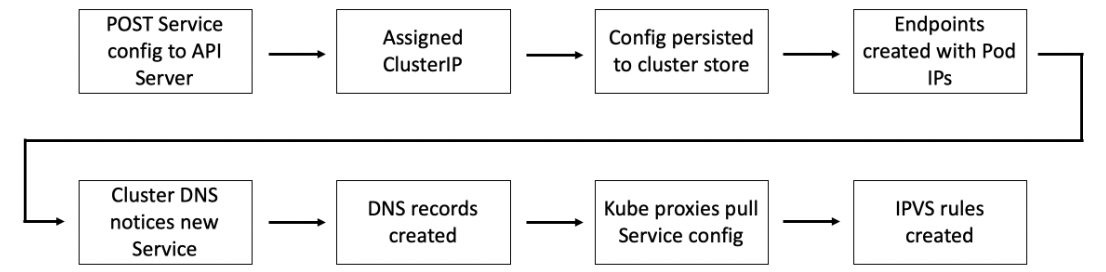 POST Service
config to API
Server
Assigned
ClusterIP
Config persisted
to cluster store
Endpoints
created with Pod
IPs
Cluster DNS
notices new
Service
DNS records
created
Kube proxies pull
Service config
IPVS rules
created